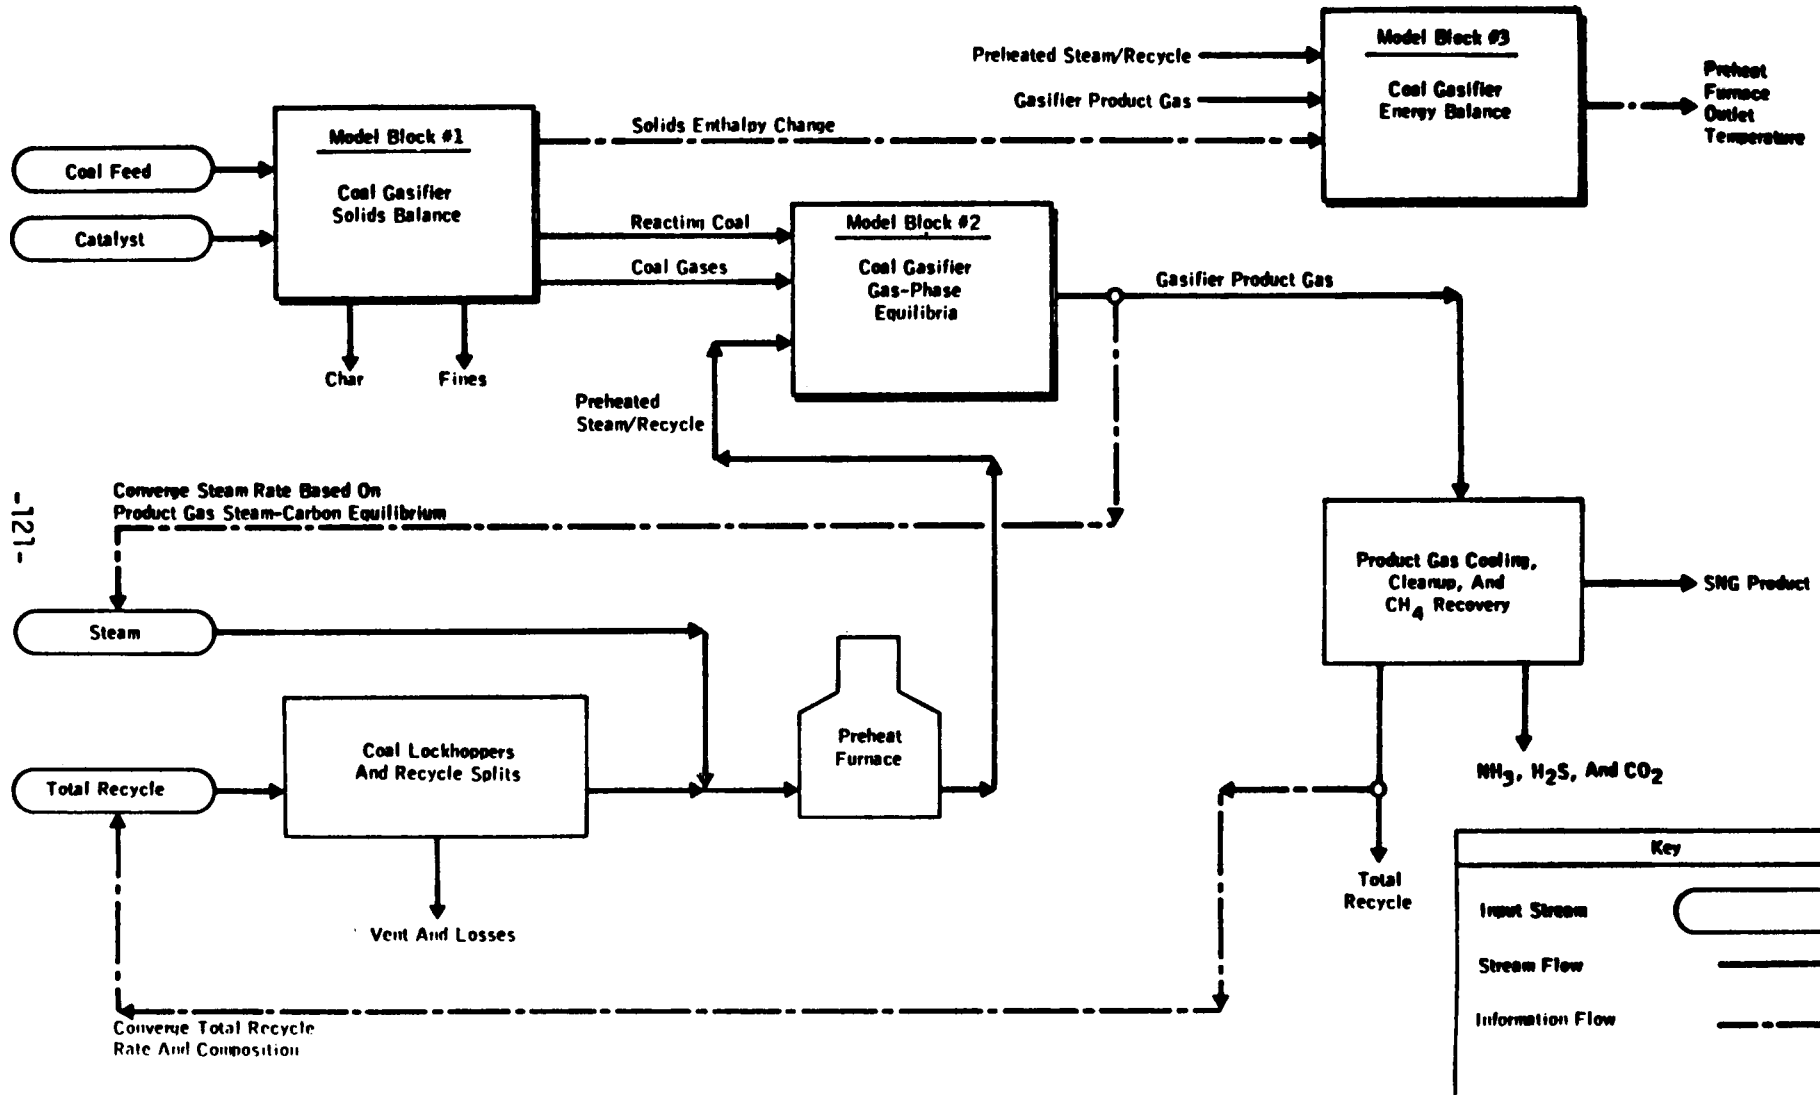 Model Block #3
Coal Gasifier
Energy Balance
Preheated Steam/Recycle
Gasifier Product Gas
Preheat
Furnace
Outlet
Temperature
Solids Enthalpy Change
Model Block #1
Coal Gasifier
Solids Balance
Coal Feed
Catalyst
Reacting Coal
Coal Gases
Model Block #2
Coal Gasifier
Gas-Phase
Equilibria
Gasifier Product Gas
Char
Fines
Preheated
Steam/Recycle
-121-
Converge Steam Rate Based On
Product Gas Steam-Carbon Equilibrium
Product Gas Cooling,
Cleanup, And
CH4 Recovery
SNG Product
Steam
Coal Lockhoppers
And Recycle Splits
Preheat
Furnace
Total Recycle
NH3, H2S, And CO2
Total
Recycle
Vent And Losses
Converge Total Recycle
Rate And Composition
Key
Input Stream
Stream Flow
Information Flow